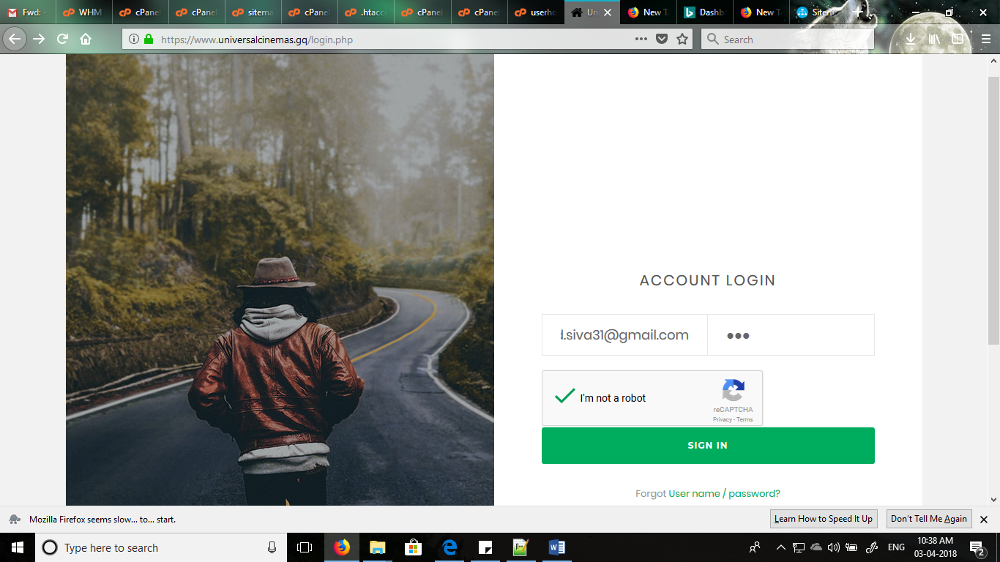 Fwd: -
WHM
cPanel
cPanel
sitema
cPanel
.htacce
cPanel
cPanel
userho
Un
New T
Dashb
New T
Sitem
https://www.universalcinemas.gq/login.php
Search
ACCOUNT LOGIN
l.siva31@gmail.com
I'm not a robot
reCAPTCHA
Privacy - Terms
SIGN IN
Forgot User name / password?
Mozilla Firefox seems slow... to... start.
Learn How to Speed It Up
Don't Tell Me Again
Type here to search
ENG
10:38 AM
03-04-2018
2